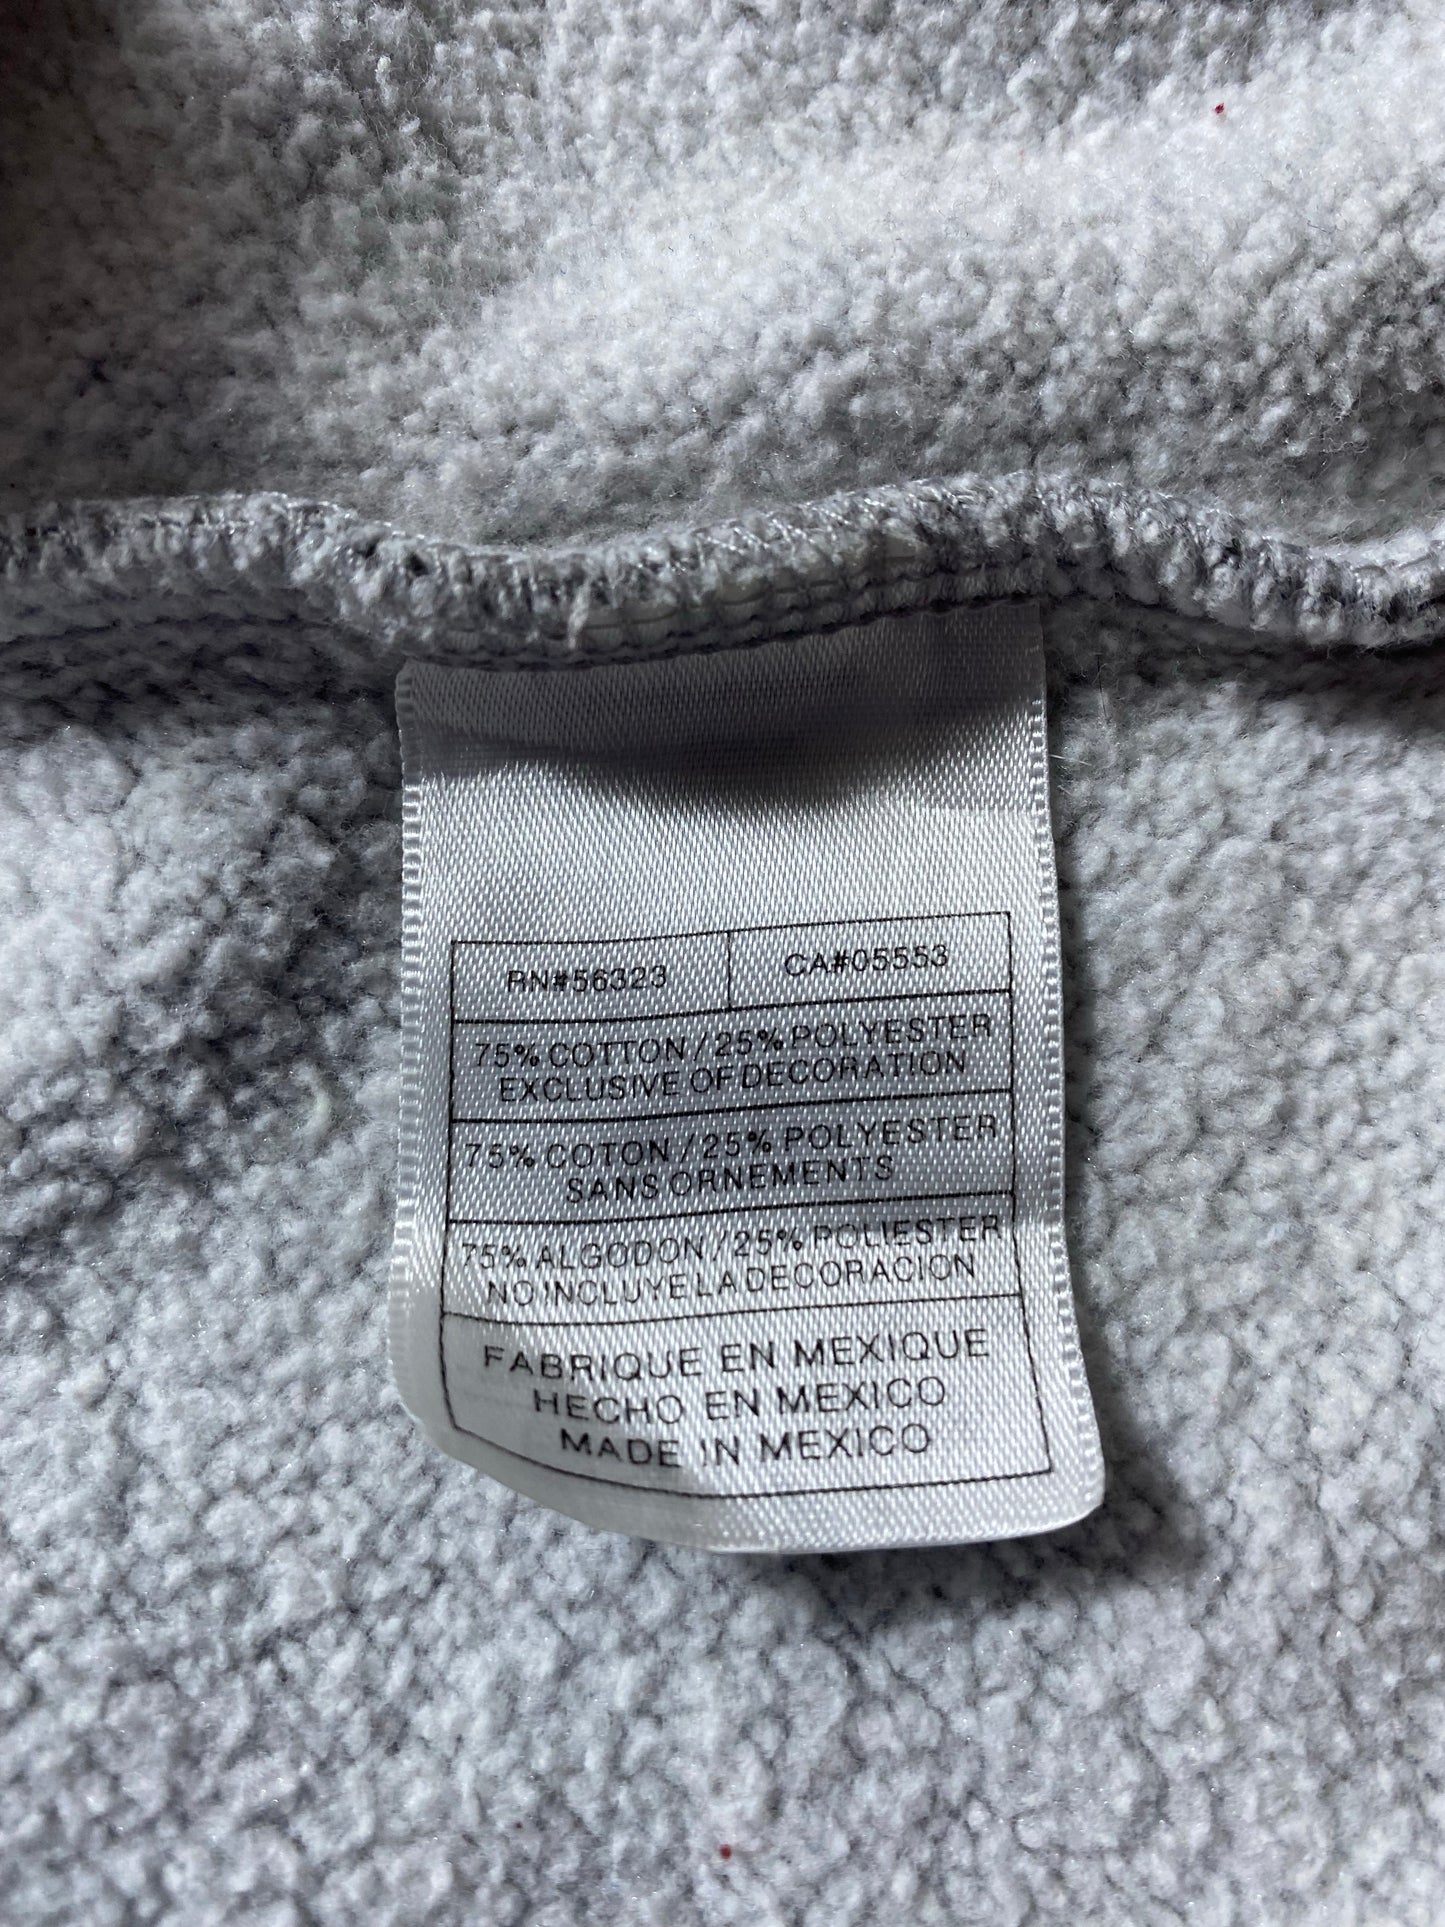 RN#56323 CA#05553
75% COTTON/25% POLYESTER
EXCLUSIVE OF DECORATION
75% COTON/25% POLYESTER
SANS ORNEMENTS
75% ALGODON/25% POLIESTER
NO INCLUYE LA DECORACION
FABRIQUE EN MEXIQUE
HECHO EN MEXICO
MADE IN MEXICO